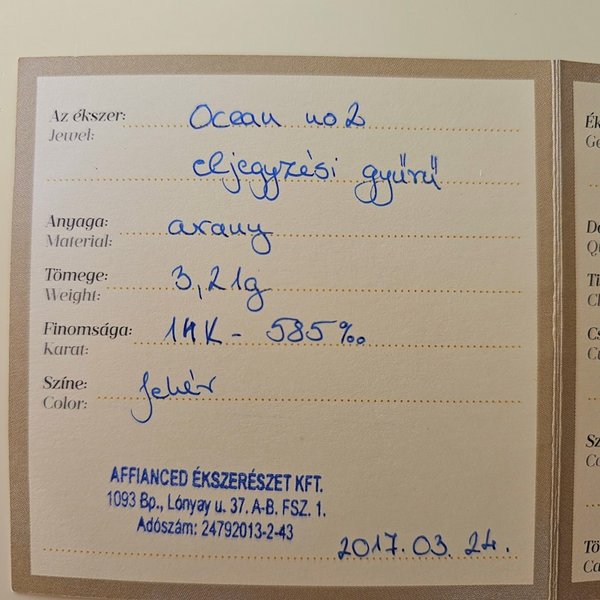 Az ékszer: Ocean no2
Jewel:
eljegyzési gyűrű
Anyaga: arany
Material:
Tömege: 3,21g
Weight:
Finomsága: 14K - 585‰
Karat:
Színe: fehér
Color:
AFFIANCED ÉKSZERÉSZET KFT.
1093 Bp., Lónyay u. 37. A-B. FSZ. 1.
Adószám: 24792013-2-43
2017.03.24.